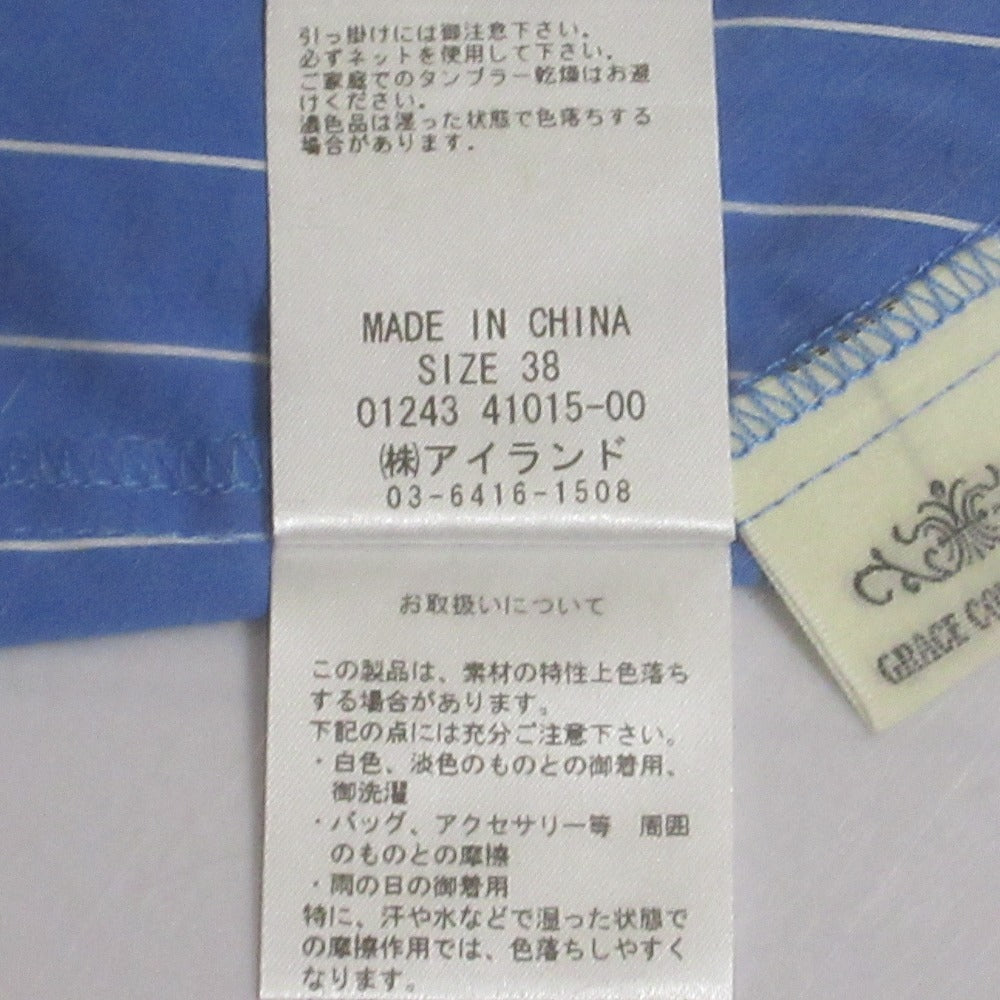 引っ掛けには御注意下さい。
必ずネットを使用して下さい。
ご家庭でのタンブラー乾燥はお避
けください。
濃色品は湿った状態で色落ちする
場合があります。
MADE IN CHINA
SIZE 38
01243 41015-00
㈱アイランド
03-6416-1508
お取扱いについて
この製品は、素材の特性上色落ち
する場合があります。
下記の点には充分ご注意下さい。
・白色、淡色のものとの御着用、
御洗濯
・バッグ、アクセサリー等　周囲
のものとの摩擦
・雨の日の御着用
特に、汗や水などで湿った状態で
の摩擦作用では、色落ちしやすく
なります。
GRACE CO